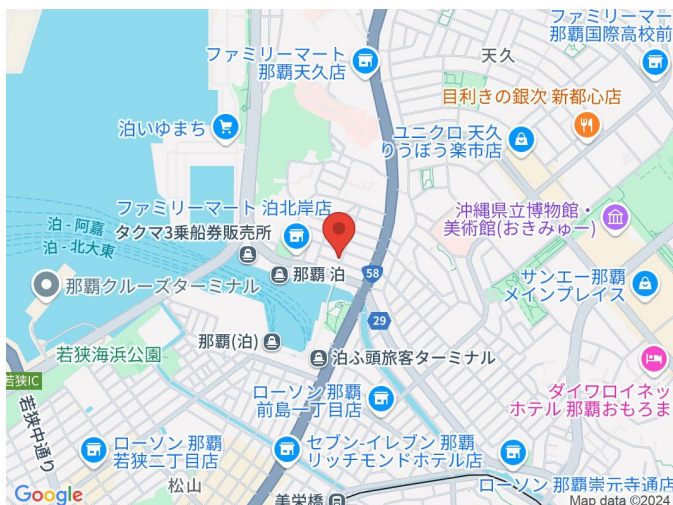 ファミリーマート
那覇天久店
天久
ファミリーマー
那覇国際高校前
目利きの銀次 新都心店
泊いゆまち
ユニクロ 天久
りうぼう楽市店
ファミリーマート 泊北岸店
タクマ3乗船券販売所
沖縄県立博物館・
美術館(おきみゅー)
泊 - 阿嘉
泊 - 北大東
那覇 泊
58
那覇クルーズターミナル
サンエー那覇
メインプレイス
29
那覇(泊)
泊ふ頭旅客ターミナル
若狭海浜公園
若狭IC
ダイワロイネッ
ホテル 那覇おもろま
ローソン 那覇
前島一丁目店
若狭中通り
ローソン 那覇
若狭二丁目店
セブン-イレブン 那覇
リッチモンドホテル店
ローソン 那覇崇元寺通店
松山
美栄橋
Google
Map data ©2024